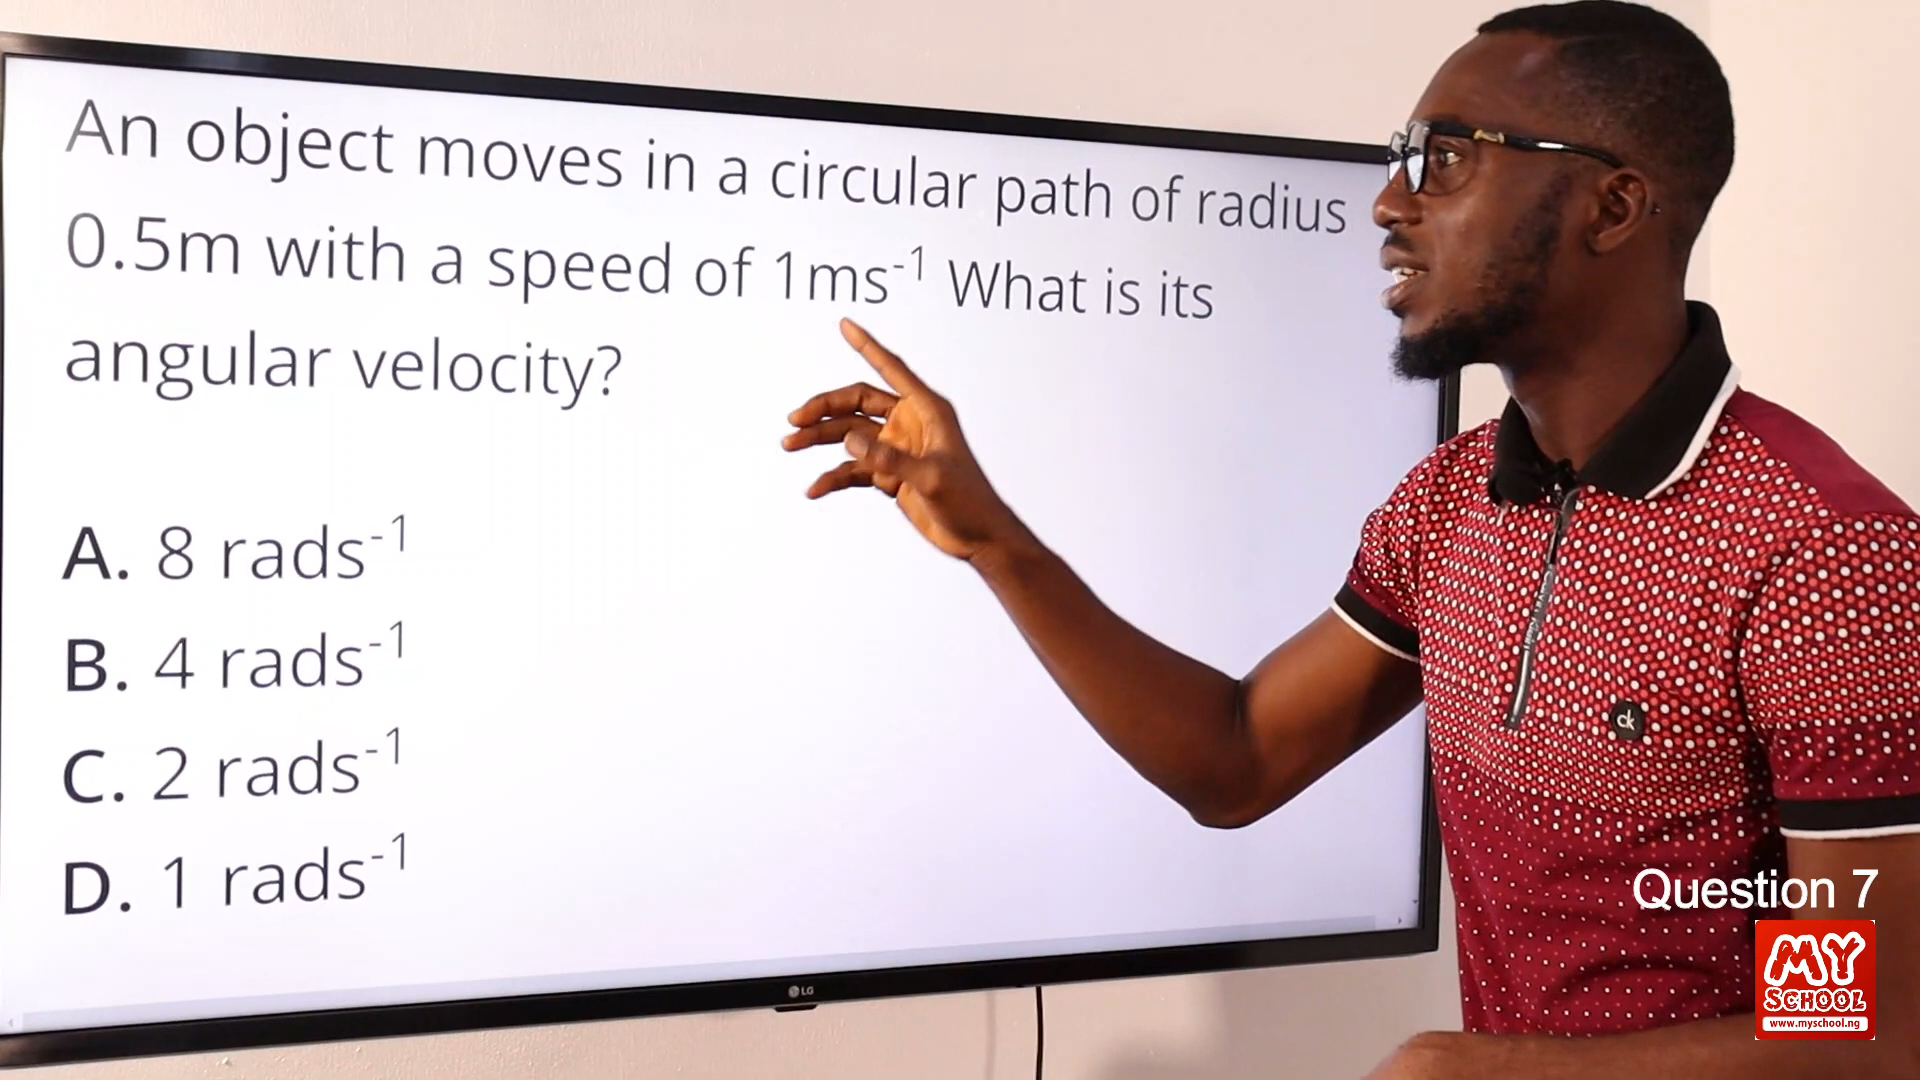 An object moves in a circular path of radius
0.5m with a speed of 1ms⁻¹ What is its
angular velocity?
A. 8 rads⁻¹
B. 4 rads⁻¹
C. 2 rads⁻¹
D. 1 rads⁻¹
LG
ck
Question 7
MY
SCHOOL
www.myschool.ng